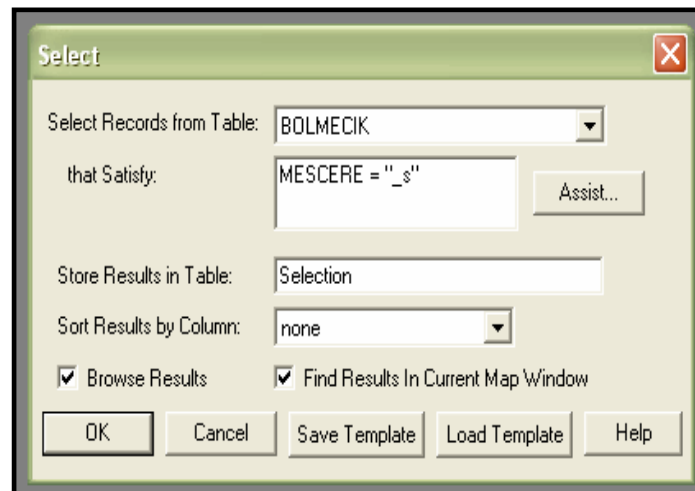 Select
Select Records from Table: BOLMECIK
that Satisfy: MESCERE = "_s"
Assist...
Store Results in Table: Selection
Sort Results by Column: none
Browse Results Find Results In Current Map Window
OK Cancel Save Template Load Template Help